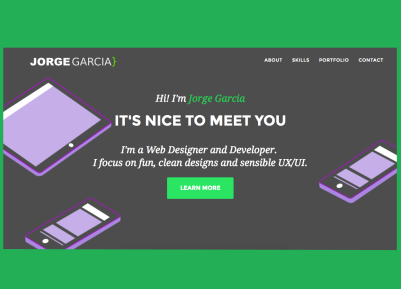 JORGE GARCIA}
ABOUT SKILLS PORTFOLIO CONTACT
Hi! I'm Jorge Garcia
IT'S NICE TO MEET YOU
I'm a Web Designer and Developer.
I focus on fun, clean designs and sensible UX/UI.
LEARN MORE